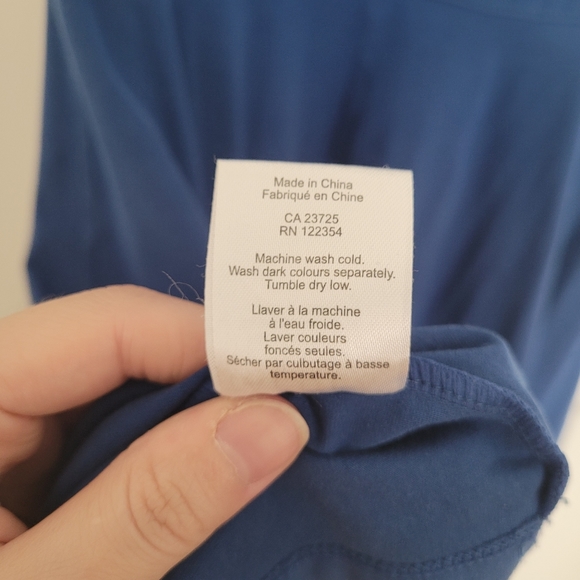 Made in China
Fabriqué en Chine
CA 23725
RN 122354
Machine wash cold.
Wash dark colours separately.
Tumble dry low.
Llaver à la machine
à l'eau froide.
Laver couleurs
foncés seules.
Sécher par culbutage à basse
temperature.